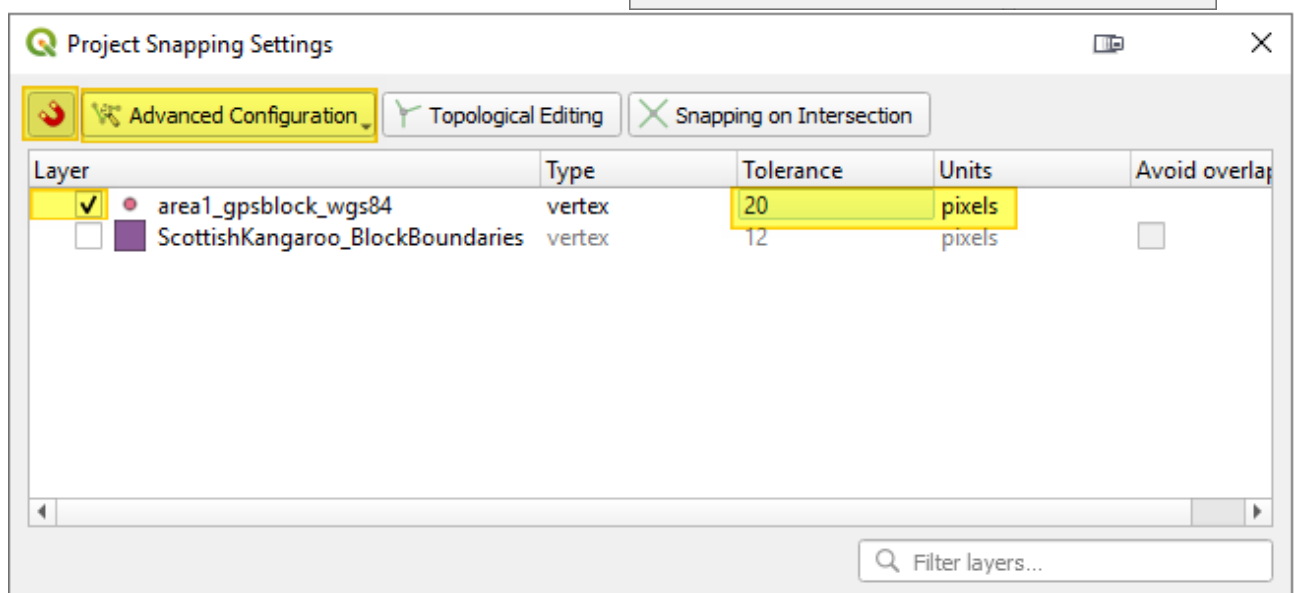 Project Snapping Settings
Advanced Configuration Topological Editing Snapping on Intersection
Layer Type Tolerance Units Avoid overlap
area1_gpsblock_wgs84 vertex 20 pixels
ScottishKangaroo_BlockBoundaries vertex 12 pixels
Filter layers...